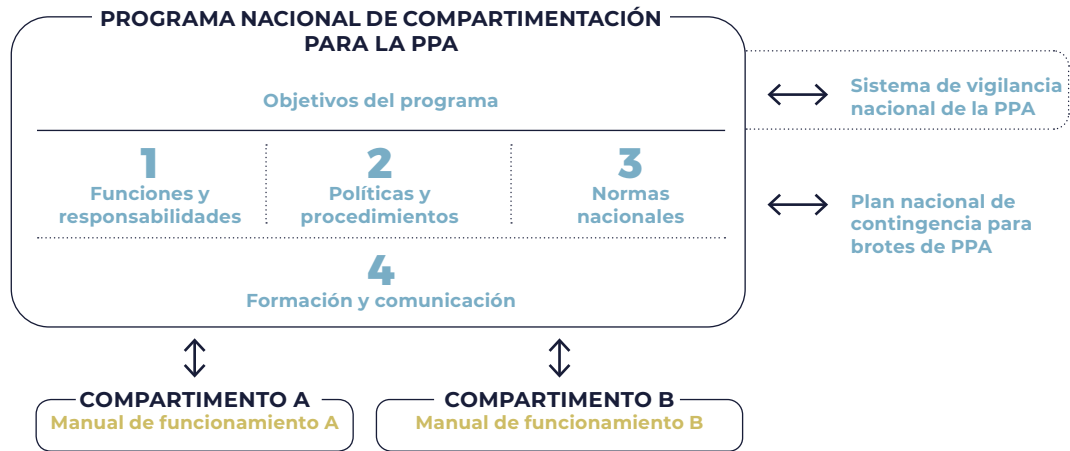 PROGRAMA NACIONAL DE COMPARTIMENTACIÓN
PARA LA PPA
Objetivos del programa
1
Funciones y
responsabilidades
2
Políticas y
procedimientos
3
Normas
nacionales
4
Formación y comunicación
Sistema de vigilancia
nacional de la PPA
Plan nacional de
contingencia para
brotes de PPA
COMPARTIMENTO A
Manual de funcionamiento A
COMPARTIMENTO B
Manual de funcionamiento B